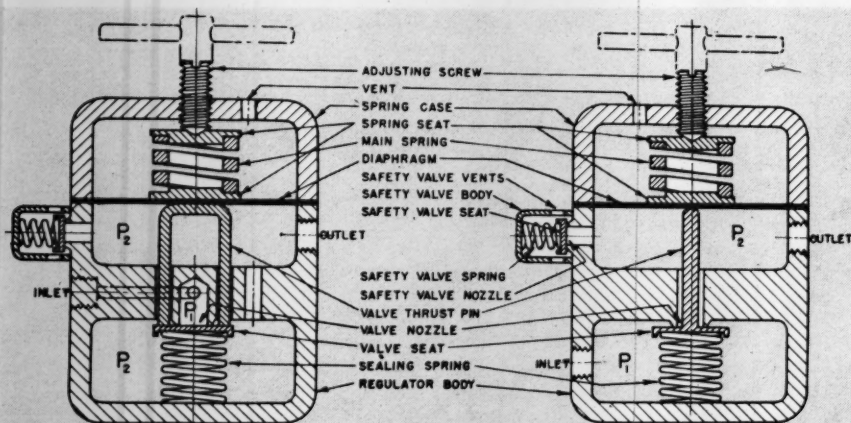 ADJUSTING SCREW
VENT
SPRING CASE
SPRING SEAT
MAIN SPRING
DIAPHRAGM
SAFETY VALVE VENTS
SAFETY VALVE BODY
SAFETY VALVE SEAT
P2
OUTLET
P2
OUTLET
SAFETY VALVE SPRING
SAFETY VALVE NOZZLE
INLET
VALVE THRUST PIN
P1
VALVE NOZZLE
VALVE SEAT
P2
SEALING SPRING
INLET
P1
REGULATOR BODY